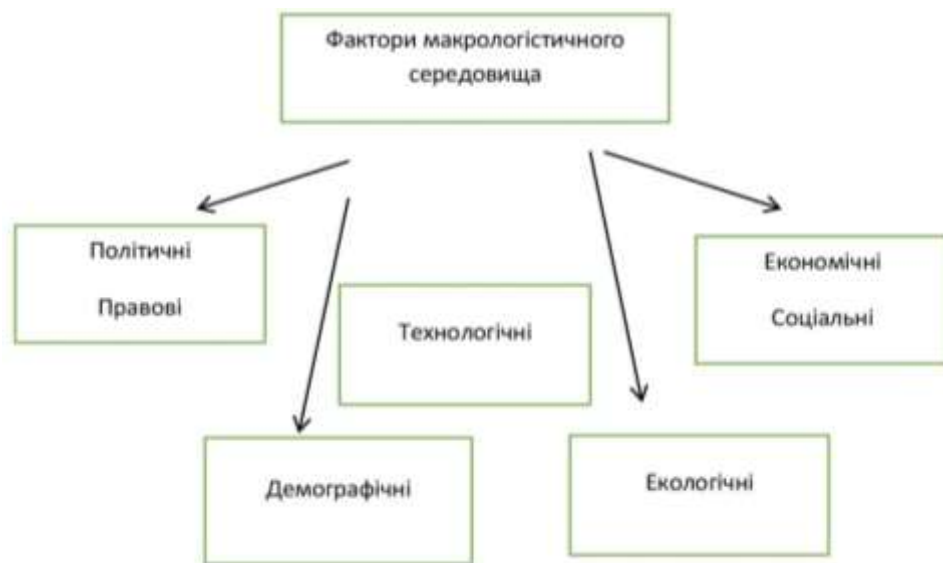 Фактори макрологістичного
середовища
Політичні
Правові
Технологічні
Економічні
Соціальні
Демографічні
Екологічні